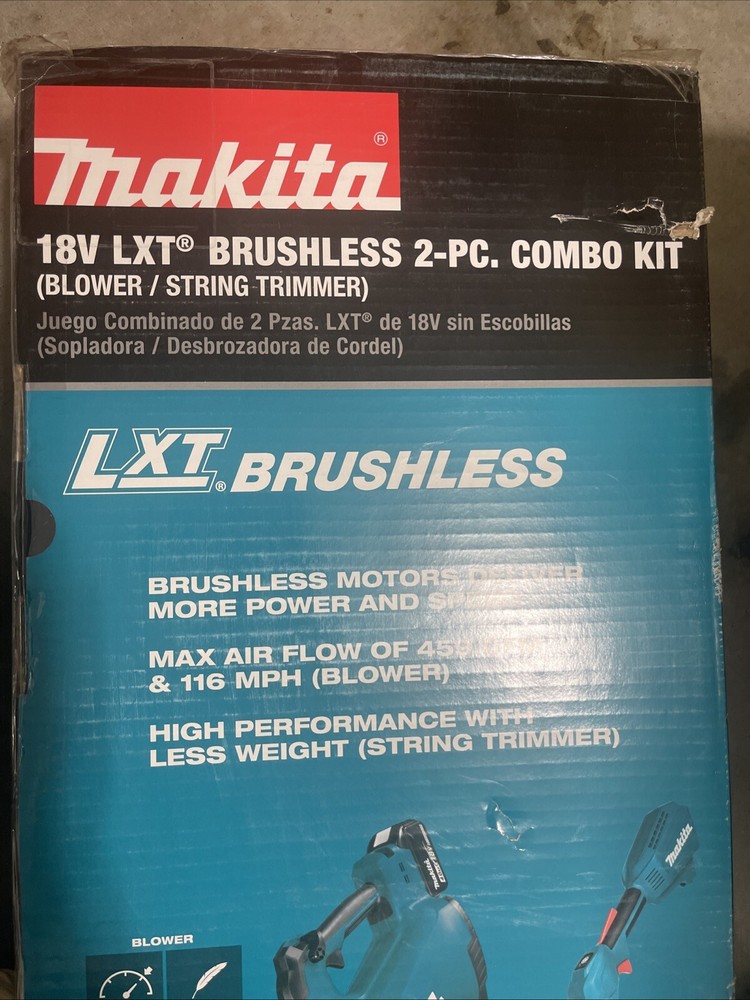 makita®
18V LXT® BRUSHLESS 2-PC. COMBO KIT
(BLOWER / STRING TRIMMER)
Juego Combinado de 2 Pzas. LXT® de 18V sin Escobillas
(Sopladora / Desbrozadora de Cordel)
LXT® BRUSHLESS
BRUSHLESS MOTORS DELIVER
MORE POWER AND
MAX AIR FLOW OF
& 116 MPH (BLOWER)
HIGH PERFORMANCE WITH
LESS WEIGHT (STRING TRIMMER)
makita
BLOWER